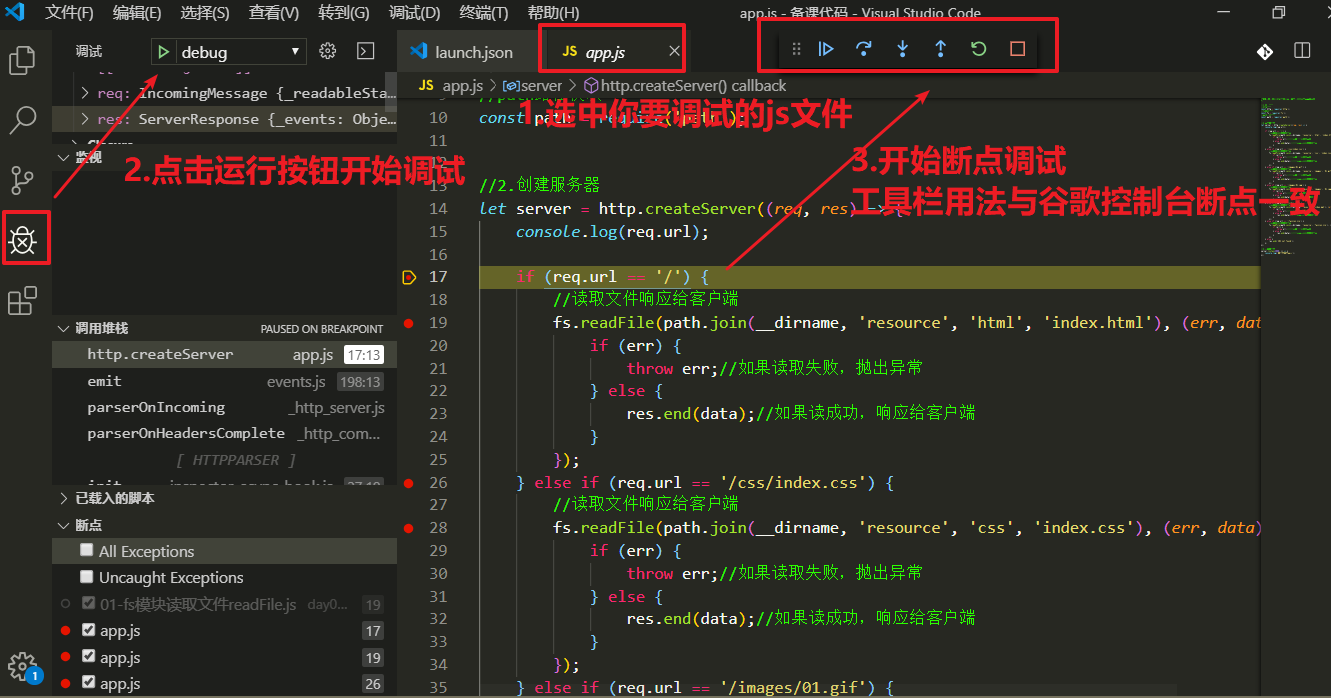 文件(F) 编辑(E) 选择(S) 查看(V) 转到(G) 调试(D) 终端(T) 帮助(H) app.js - 备课代码 - Visual Studio Code
调试 debug
launch.json
JS app.js
JS app.js > server > http.createServer() callback
req: IncomingMessage {_readableSta…
res: ServerResponse {_events: Obje…
Closure
监视
1.选中你要调试的js文件
2.点击运行按钮开始调试
3.开始断点调试
工具栏用法与谷歌控制台断点一致
10 const path = require('path');
11
13 //2.创建服务器
14 let server = http.createServer((req, res) => {
15 console.log(req.url);
16
17 if (req.url == '/') {
18 //读取文件响应给客户端
19 fs.readFile(path.join(__dirname, 'resource', 'html', 'index.html'), (err, dat
20 if (err) {
21 throw err;//如果读取失败，抛出异常
22 } else {
23 res.end(data);//如果读成功，响应给客户端
24 }
25 });
26 } else if (req.url == '/css/index.css') {
27 //读取文件响应给客户端
28 fs.readFile(path.join(__dirname, 'resource', 'css', 'index.css'), (err, data)
29 if (err) {
30 throw err;//如果读取失败，抛出异常
31 } else {
32 res.end(data);//如果读成功，响应给客户端
33 }
34 });
35 } else if (req.url == '/images/01.gif') {
调用堆栈 PAUSED ON BREAKPOINT
http.createServer app.js 17:13
emit events.js 198:13
parserOnIncoming _http_server.js
parserOnHeadersComplete _http_com…
[ HTTPPARSER ]
已载入的脚本
断点
All Exceptions
Uncaught Exceptions
01-fs模块读取文件readFile.js day0… 19
app.js 17
app.js 19
app.js 26
1